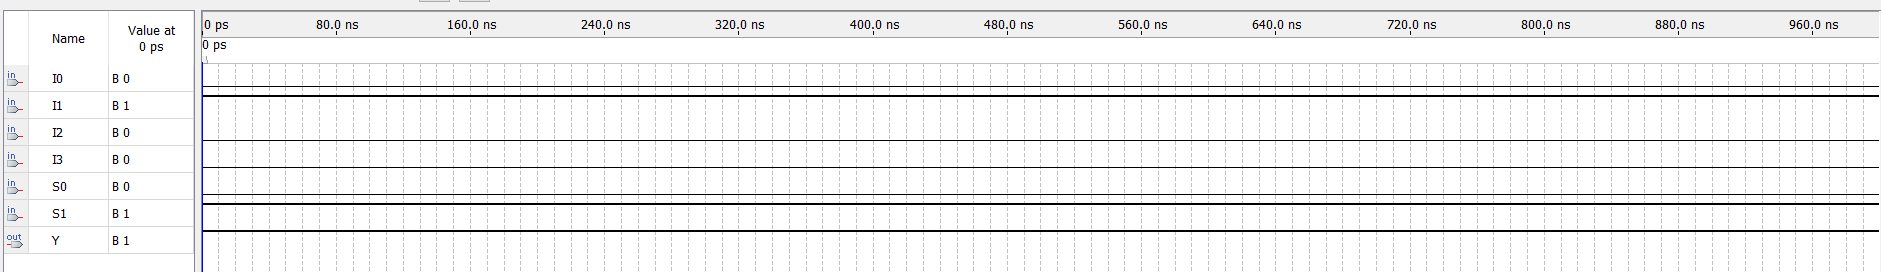 Name Value at 0 ps
0 ps 80.0 ns 160.0 ns 240.0 ns 320.0 ns 400.0 ns 480.0 ns 560.0 ns 640.0 ns 720.0 ns 800.0 ns 880.0 ns 960.0 ns
0 ps
in I0 B 0
in I1 B 1
in I2 B 0
in I3 B 0
in S0 B 0
in S1 B 1
out Y B 1